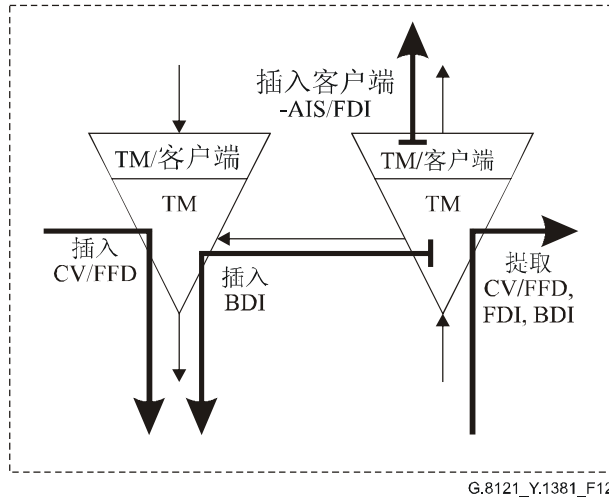 插入客户端
-AIS/FDI
TM/客户端
TM
TM/客户端
TM
插入
CV/FFD
插入
BDI
提取
CV/FFD,
FDI, BDI
G.8121_Y.1381_F12